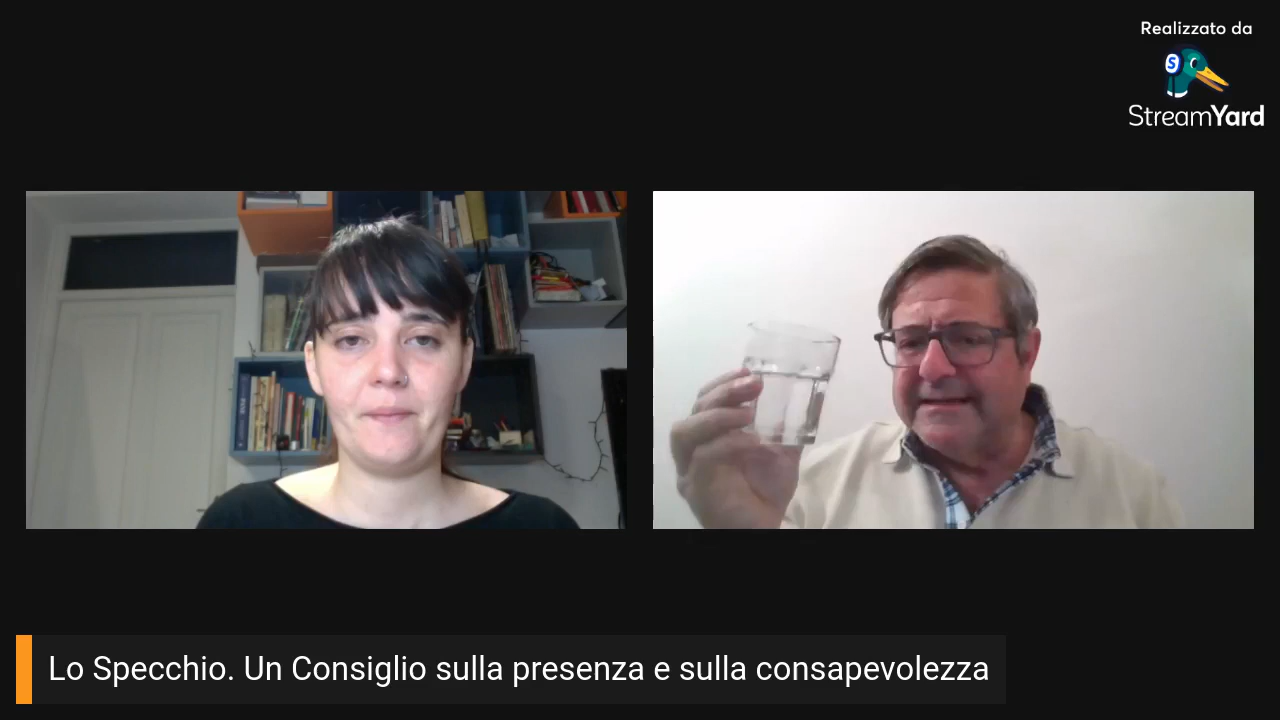 Realizzato da
S
StreamYard
Lo Specchio. Un Consiglio sulla presenza e sulla consapevolezza